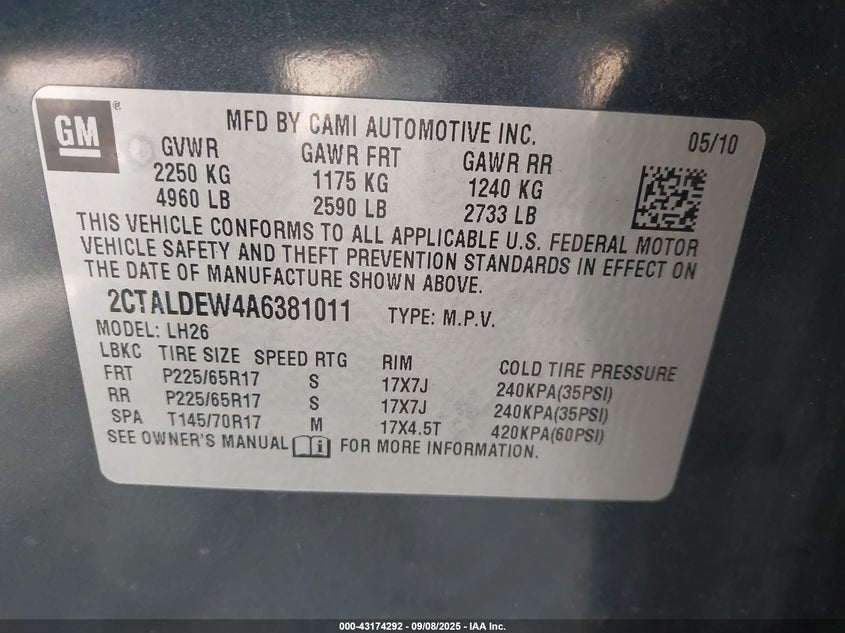 GM ®
MFD BY CAMI AUTOMOTIVE INC. 05/10
GVWR GAWR FRT GAWR RR
2250 KG 1175 KG 1240 KG
4960 LB 2590 LB 2733 LB
THIS VEHICLE CONFORMS TO ALL APPLICABLE U.S. FEDERAL MOTOR
VEHICLE SAFETY AND THEFT PREVENTION STANDARDS IN EFFECT ON
THE DATE OF MANUFACTURE SHOWN ABOVE.
2CTALDEW4A6381011 TYPE: M.P.V.
MODEL: LH26
LBKC TIRE SIZE SPEED RTG RIM COLD TIRE PRESSURE
FRT P225/65R17 S 17X7J 240KPA(35PSI)
RR P225/65R17 S 17X7J 240KPA(35PSI)
SPA T145/70R17 M 17X4.5T 420KPA(60PSI)
SEE OWNER'S MANUAL FOR MORE INFORMATION.
000-43174292 - 09/08/2025 - IAA Inc.